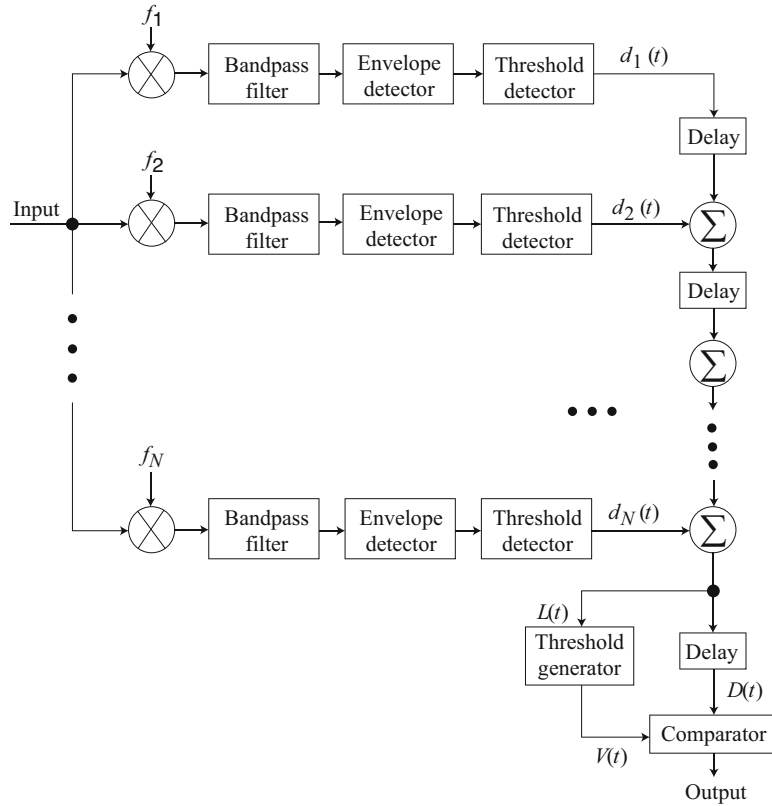 f1
Bandpass
filter
Envelope
detector
Threshold
detector
d1 (t)
Delay
f2
Input
Bandpass
filter
Envelope
detector
Threshold
detector
d2 (t)
Σ
Delay
Σ
fN
Bandpass
filter
Envelope
detector
Threshold
detector
dN (t)
Σ
L(t)
Threshold
generator
Delay
D(t)
V(t)
Comparator
Output